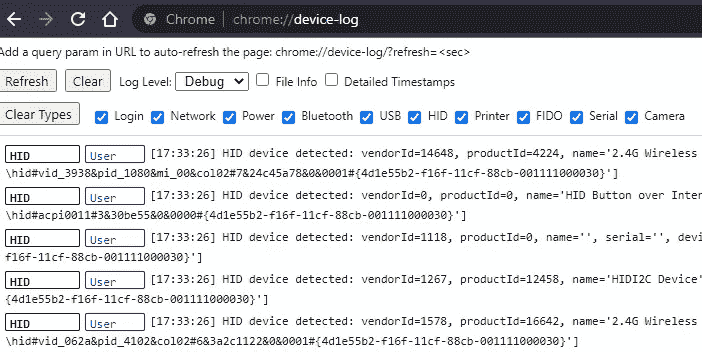 Chrome | chrome://device-log
Add a query param in URL to auto-refresh the page: chrome://device-log/?refresh=<sec>
Refresh Clear Log Level: Debug File Info Detailed Timestamps
Clear Types Login Network Power Bluetooth USB HID Printer FIDO Serial Camera
HID User [17:33:26] HID device detected: vendorId=14648, productId=4224, name='2.4G Wireless
\hid#vid_3938&pid_1080&mi_00&col02#7&24c45a78&0&0001#{4d1e55b2-f16f-11cf-88cb-001111000030}']
HID User [17:33:26] HID device detected: vendorId=0, productId=0, name='HID Button over Inter
\hid#acpi0011#3&30be55&0&0000#{4d1e55b2-f16f-11cf-88cb-001111000030}']
HID User [17:33:26] HID device detected: vendorId=1118, productId=0, name='', serial='', devi
f16f-11cf-88cb-001111000030}']
HID User [17:33:26] HID device detected: vendorId=1267, productId=12458, name='HIDI2C Device'
{4d1e55b2-f16f-11cf-88cb-001111000030}']
HID User [17:33:26] HID device detected: vendorId=1578, productId=16642, name='2.4G Wireless
\hid#vid_062a&pid_4102&col02#6&3a2c1122&0&0001#{4d1e55b2-f16f-11cf-88cb-001111000030}']